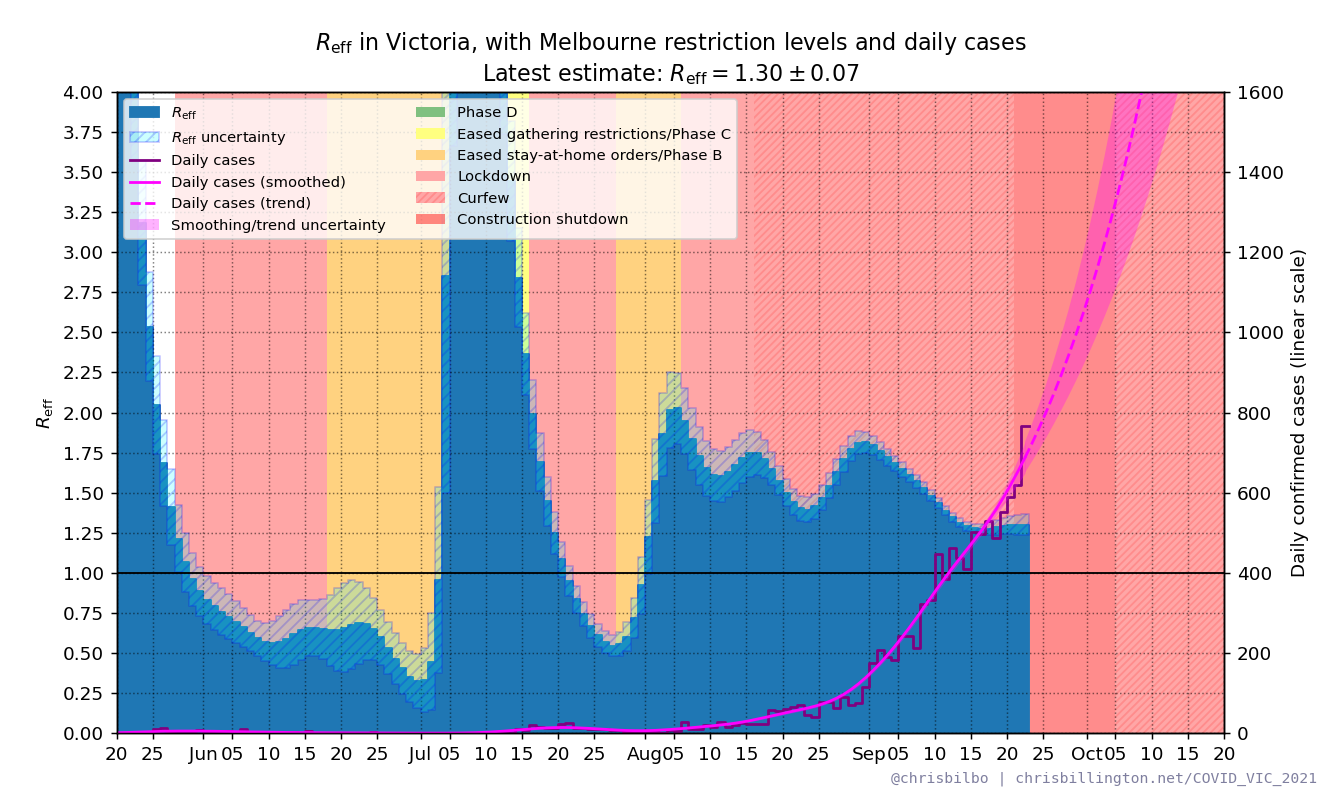 Reff in Victoria, with Melbourne restriction levels and daily cases
Latest estimate: Reff = 1.30 ± 0.07
Reff
Reff uncertainty
Daily cases
Daily cases (smoothed)
Daily cases (trend)
Smoothing/trend uncertainty
Phase D
Eased gathering restrictions/Phase C
Eased stay-at-home orders/Phase B
Lockdown
Curfew
Construction shutdown
Reff
4.00
3.75
3.50
3.25
3.00
2.75
2.50
2.25
2.00
1.75
1.50
1.25
1.00
0.75
0.50
0.25
0.00
1600
1400
1200
1000
800
600
400
200
0
Daily confirmed cases (linear scale)
20 25 Jun 05 10 15 20 25 Jul 05 10 15 20 25 Aug 05 10 15 20 25 Sep 05 10 15 20 25 Oct 05 10 15 20
@chrisbilbo | chrisbillington.net/COVID_VIC_2021